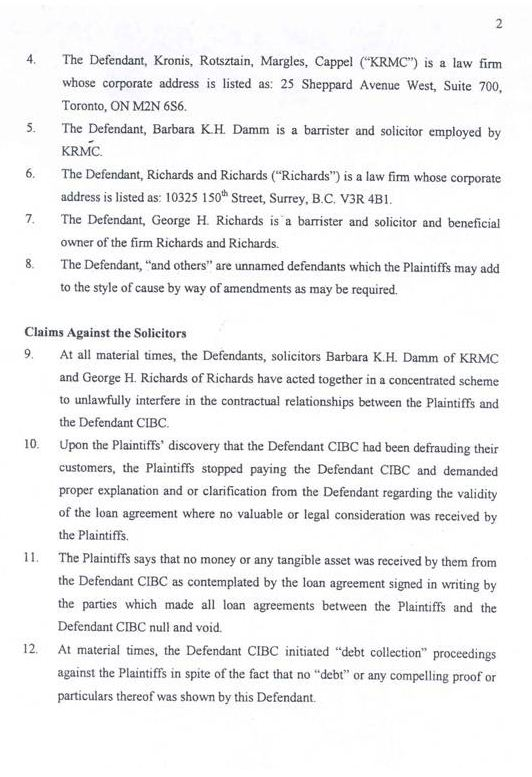 2
4. The Defendant, Kronis, Rotsztain, Margles, Cappel (“KRMC”) is a law firm
whose corporate address is listed as: 25 Sheppard Avenue West, Suite 700,
Toronto, ON M2N 6S6.
5. The Defendant, Barbara K.H. Damm is a barrister and solicitor employed by
KRMC.
6. The Defendant, Richards and Richards (“Richards”) is a law firm whose corporate
address is listed as: 10325 150th Street, Surrey, B.C. V3R 4B1.
7. The Defendant, George H. Richards is a barrister and solicitor and beneficial
owner of the firm Richards and Richards.
8. The Defendant, “and others” are unnamed defendants which the Plaintiffs may add
to the style of cause by way of amendments as may be required.
Claims Against the Solicitors
9. At all material times, the Defendants, solicitors Barbara K.H. Damm of KRMC
and George H. Richards of Richards have acted together in a concentrated scheme
to unlawfully interfere in the contractual relationships between the Plaintiffs and
the Defendant CIBC.
10. Upon the Plaintiffs’ discovery that the Defendant CIBC had been defrauding their
customers, the Plaintiffs stopped paying the Defendant CIBC and demanded
proper explanation and or clarification from the Defendant regarding the validity
of the loan agreement where no valuable or legal consideration was received by
the Plaintiffs.
11. The Plaintiffs says that no money or any tangible asset was received by them from
the Defendant CIBC as contemplated by the loan agreement signed in writing by
the parties which made all loan agreements between the Plaintiffs and the
Defendant CIBC null and void.
12. At material times, the Defendant CIBC initiated “debt collection” proceedings
against the Plaintiffs in spite of the fact that no “debt” or any compelling proof or
particulars thereof was shown by this Defendant.